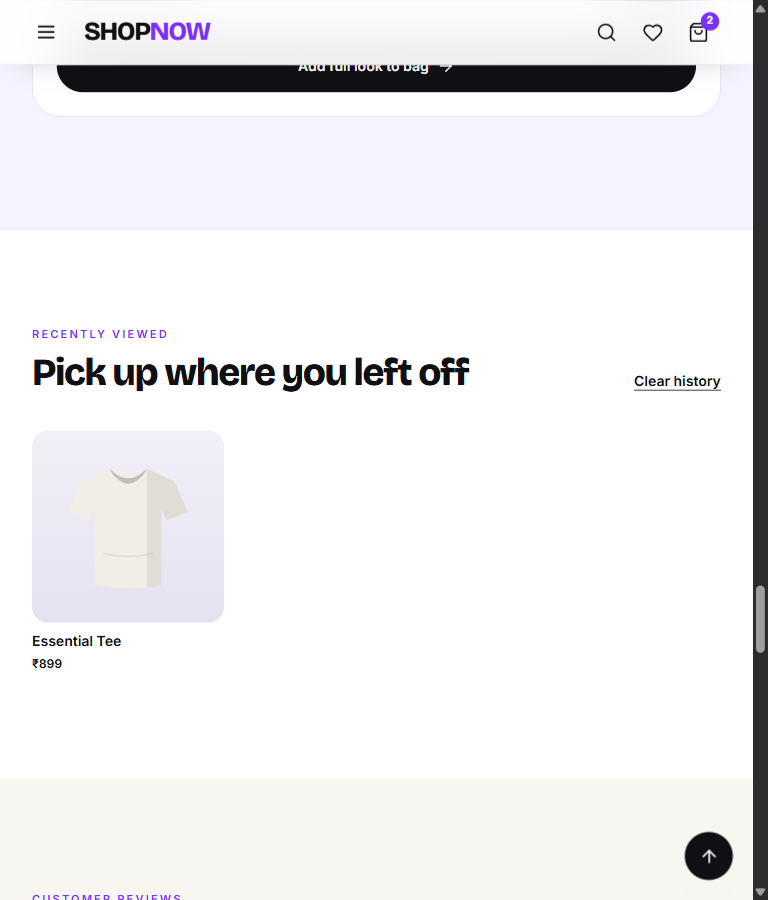 SHOPNOW
2
Add full look to bag →
RECENTLY VIEWED
Pick up where you left off
Clear history
Essential Tee
₹899
CUSTOMER REVIEWS